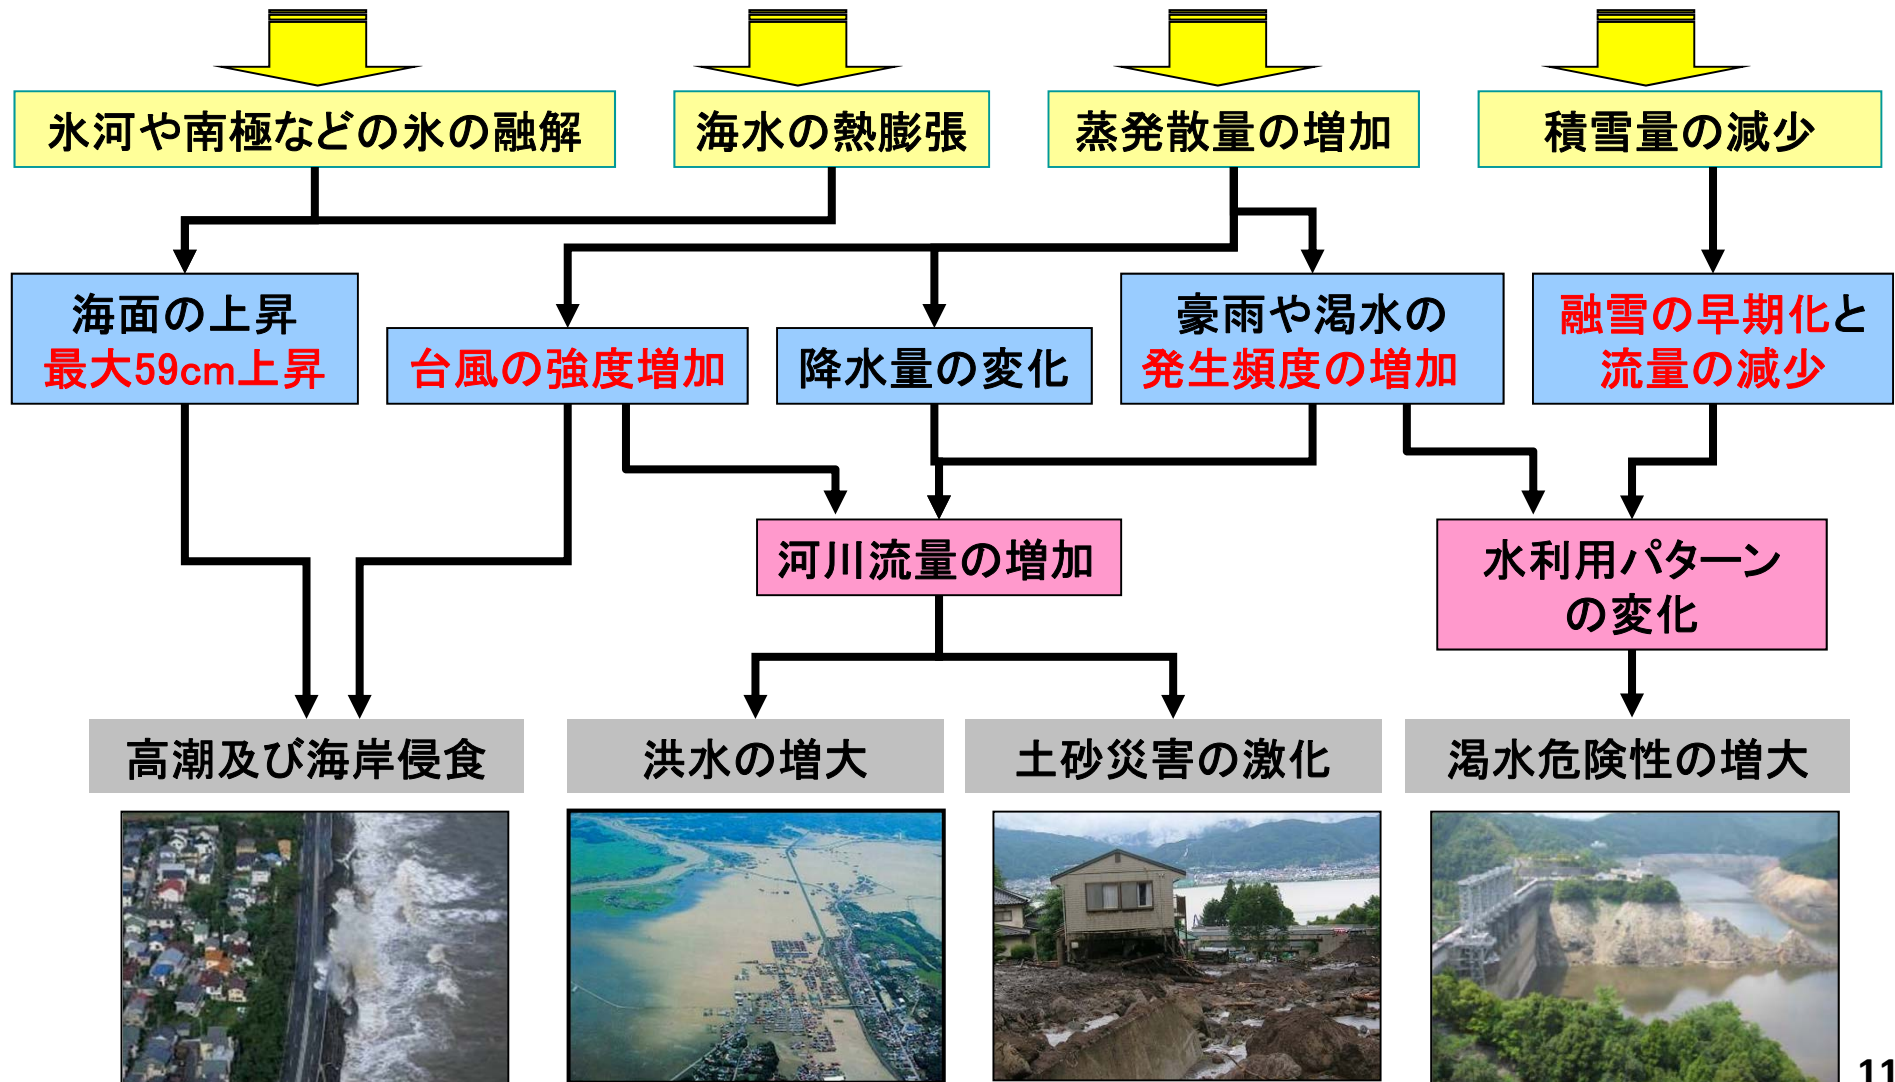 氷河や南極などの氷の融解
海水の熱膨張
蒸発散量の増加
積雪量の減少
海面の上昇
最大59cm上昇
台風の強度増加
降水量の変化
豪雨や渇水の
発生頻度の増加
融雪の早期化と
流量の減少
河川流量の増加
水利用パターン
の変化
高潮及び海岸侵食
洪水の増大
土砂災害の激化
渇水危険性の増大
11